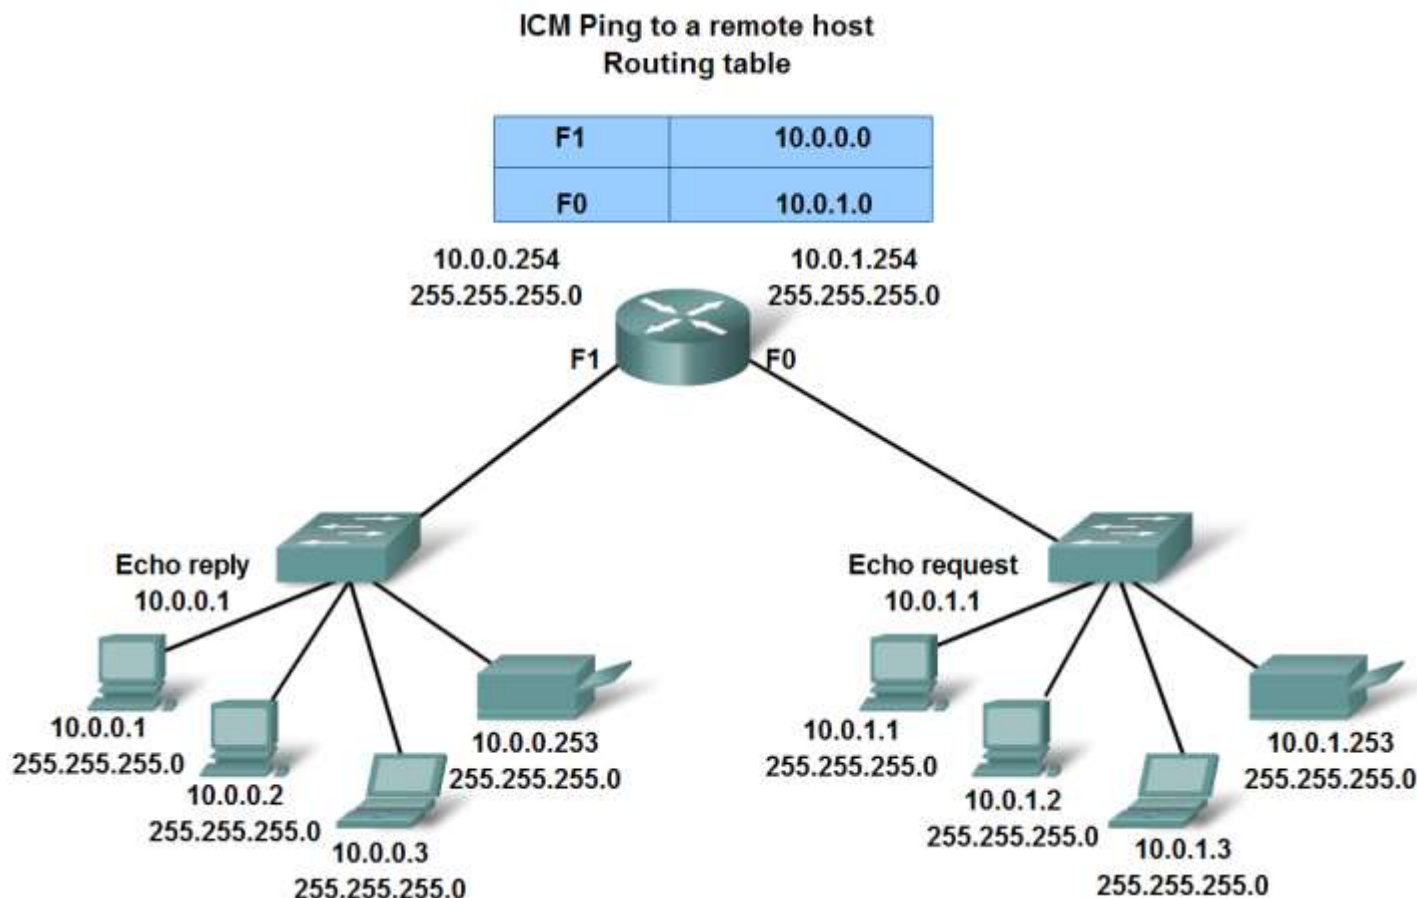 ICM Ping to a remote host
Routing table
F1 10.0.0.0
F0 10.0.1.0
10.0.0.254
255.255.255.0
10.0.1.254
255.255.255.0
F1
F0
Echo reply
10.0.0.1
Echo request
10.0.1.1
10.0.0.1
255.255.255.0
10.0.0.2
255.255.255.0
10.0.0.3
255.255.255.0
10.0.0.253
255.255.255.0
10.0.1.1
255.255.255.0
10.0.1.2
255.255.255.0
10.0.1.3
255.255.255.0
10.0.1.253
255.255.255.0